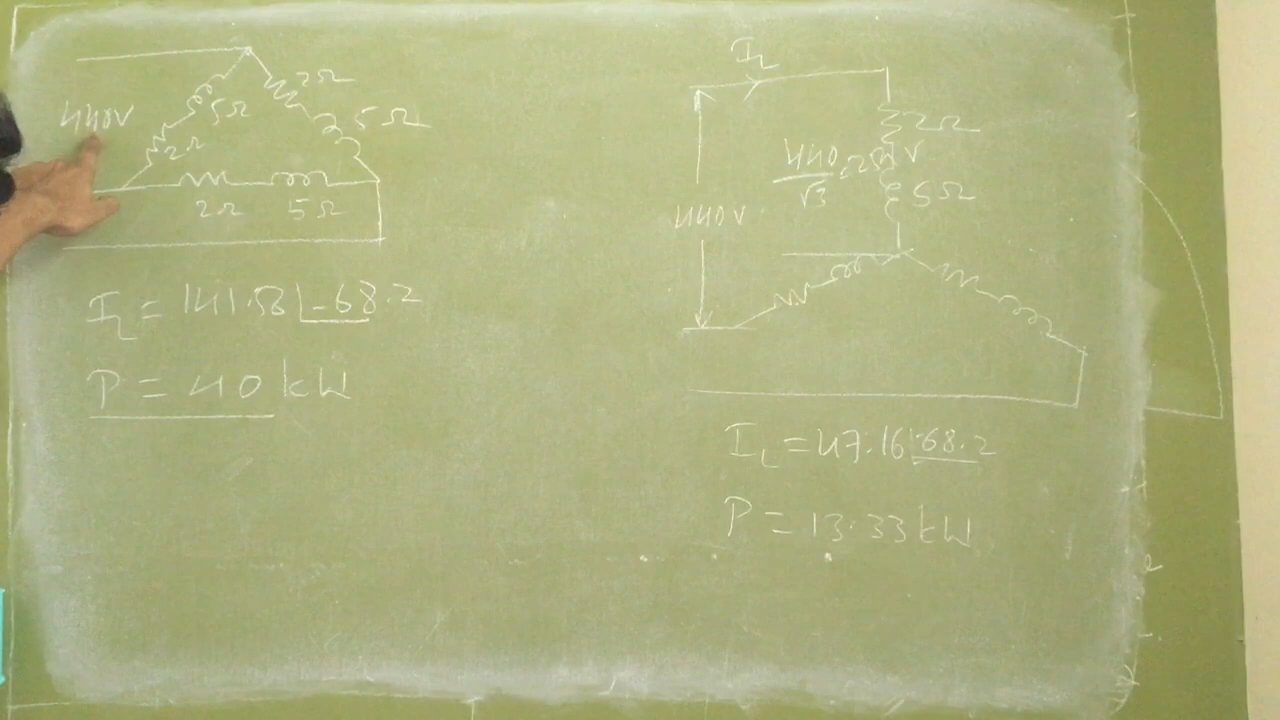 2Ω
440V
5Ω
5Ω
2Ω
2Ω 5Ω
I_L = 141.58∠-68.2
P = 40 kW
I_L
2Ω
440/√3 V
5Ω
440V
I_L = 47.16∠-68.2
P = 13.33 kW